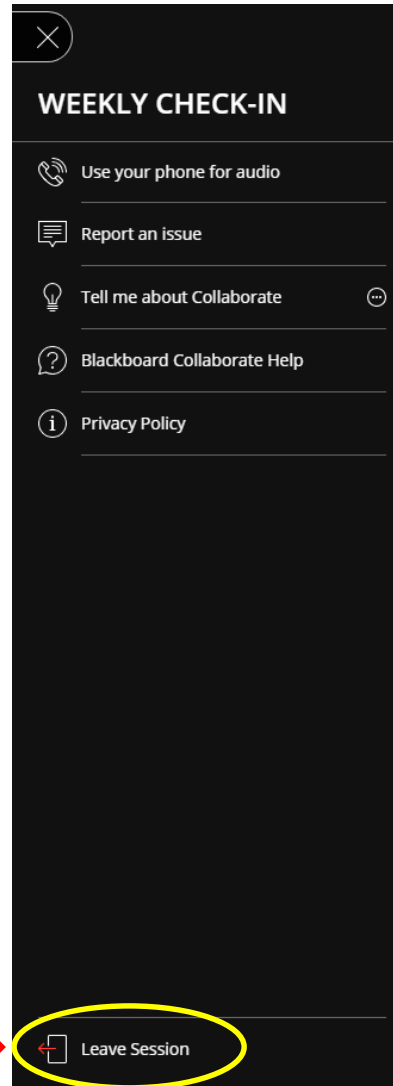 WEEKLY CHECK-IN
Use your phone for audio
Report an issue
Tell me about Collaborate
Blackboard Collaborate Help
Privacy Policy
Leave Session